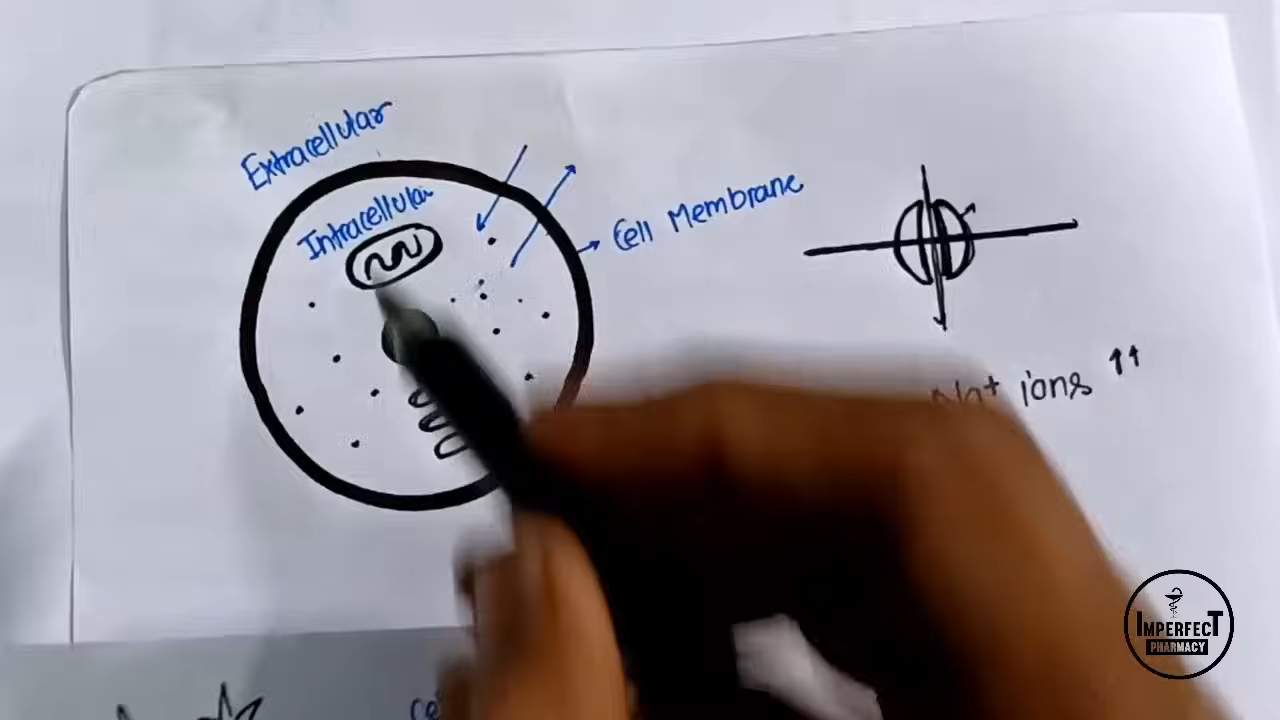 Extracellular
Intracellular
Cell Membrane
ions ↑↑
IMPERFECT
PHARMACY